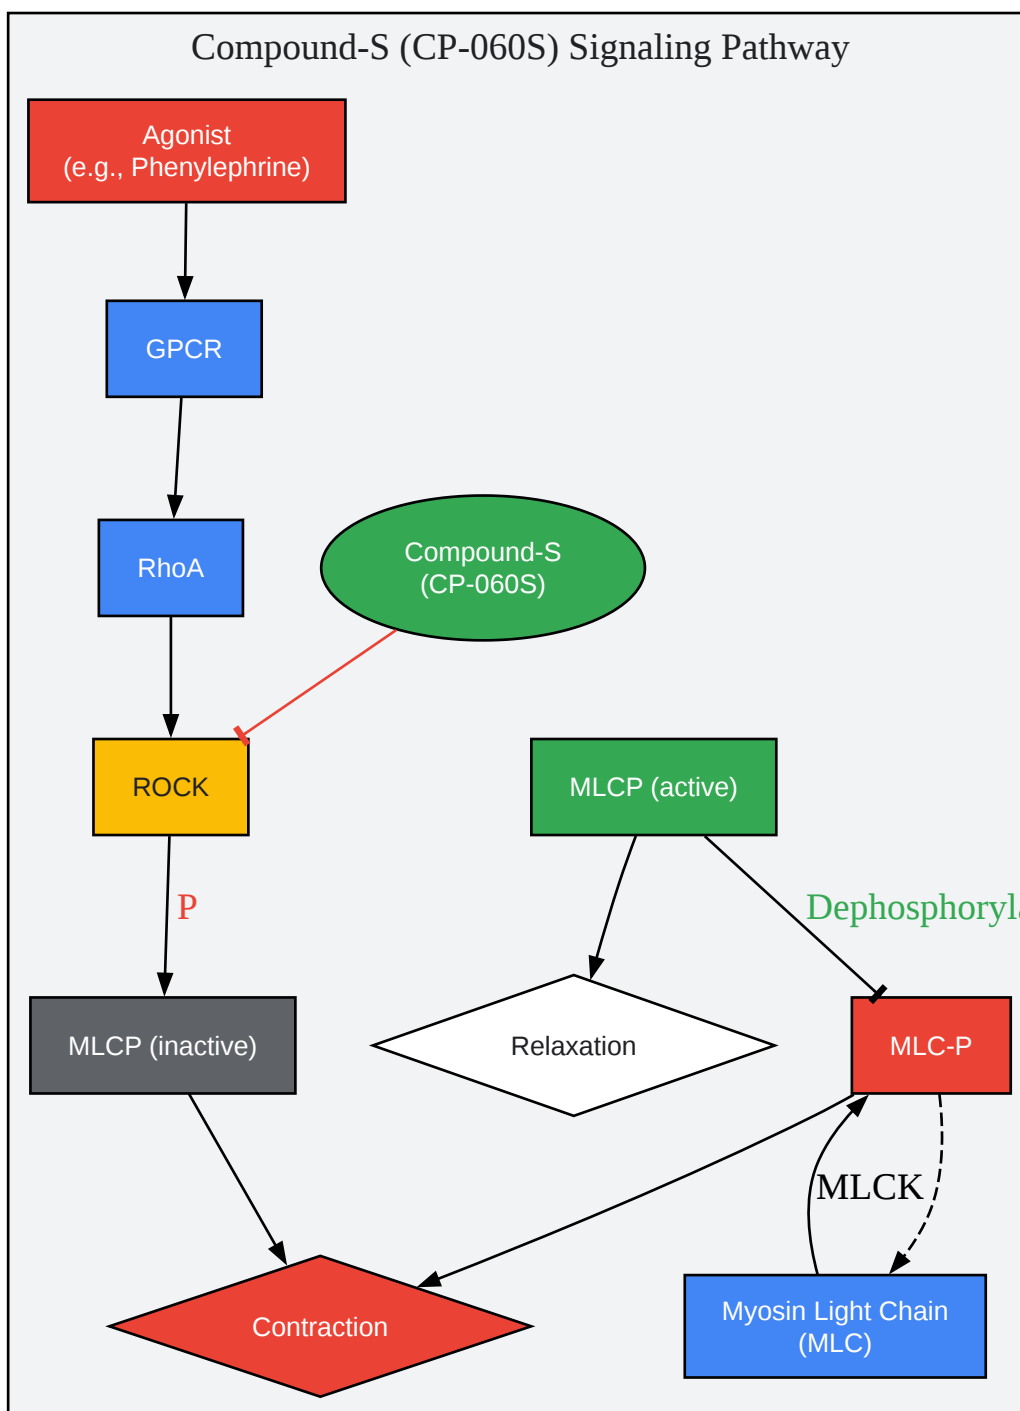 Compound-S (CP-060S) Signaling Pathway
Agonist
(e.g., Phenylephrine)
GPCR
RhoA
Compound-S
(CP-060S)
ROCK
MLCP (active)
P
Dephosphoryla
MLCP (inactive)
Relaxation
MLC-P
MLCK
Contraction
Myosin Light Chain
(MLC)